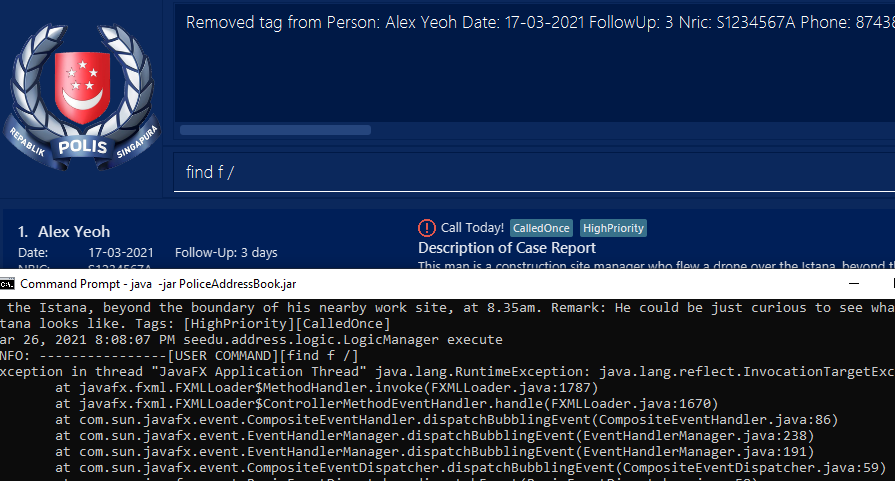 Removed tag from Person: Alex Yeoh Date: 17-03-2021 FollowUp: 3 Nric: S1234567A Phone: 87438
REPABLIK POLIS SINGAPURA
find f /
1. Alex Yeoh
Date: 17-03-2021 Follow-Up: 3 days
NRIC: S1234567A
Call Today! CalledOnce HighPriority
Description of Case Report
This man is a construction site manager who flew a drone over the Istana, beyond th
Command Prompt - java -jar PoliceAddressBook.jar
the Istana, beyond the boundary of his nearby work site, at 8.35am. Remark: He could be just curious to see wha
tana looks like. Tags: [HighPriority][CalledOnce]
ar 26, 2021 8:08:07 PM seedu.address.logic.LogicManager execute
NFO: ----------------[USER COMMAND][find f /]
xception in thread "JavaFX Application Thread" java.lang.RuntimeException: java.lang.reflect.InvocationTargetExc
at javafx.fxml.FXMLLoader$MethodHandler.invoke(FXMLLoader.java:1787)
at javafx.fxml.FXMLLoader$ControllerMethodEventHandler.handle(FXMLLoader.java:1670)
at com.sun.javafx.event.CompositeEventHandler.dispatchBubblingEvent(CompositeEventHandler.java:86)
at com.sun.javafx.event.EventHandlerManager.dispatchBubblingEvent(EventHandlerManager.java:238)
at com.sun.javafx.event.EventHandlerManager.dispatchBubblingEvent(EventHandlerManager.java:191)
at com.sun.javafx.event.CompositeEventDispatcher.dispatchBubblingEvent(CompositeEventDispatcher.java:59)